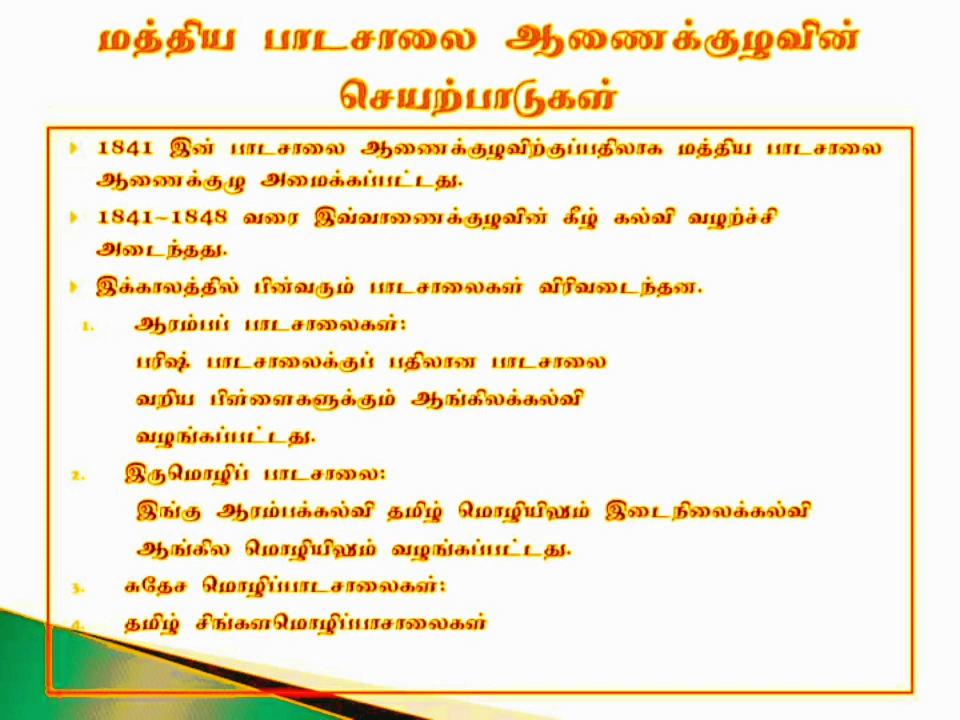 மத்திய பாடசாலை ஆணைக்குழவின்
செயற்பாடுகள்
1841 இன் பாடசாலை ஆணைக்குழவிற்குப்பதிலாக மத்திய பாடசாலை
ஆணைக்குழு அமைக்கப்பட்டது.
1841~1848 வரை இவ்வாணைக்குழவின் கீழ் கல்வி வழற்ச்சி
அடைந்தது.
இக்காலத்தில் பின்வரும் பாடசாலைகள் விரிவடைந்தன.
1. ஆரம்பப் பாடசாலைகள்:
பரிஷ் பாடசாலைக்குப் பதிலான பாடசாலை
வறிய பிள்ளைகளுக்கும் ஆங்கிலக்கல்வி
வழங்கப்பட்டது.
2. இருமொழிப் பாடசாலை:
இங்கு ஆரம்பக்கல்வி தமிழ் மொழியிலும் இடைநிலைக்கல்வி
ஆங்கில மொழியிலும் வழங்கப்பட்டது.
3. சுதேச மொழிப்பாடசாலைகள்:
4. தமிழ் சிங்களமொழிப்பாசாலைகள்